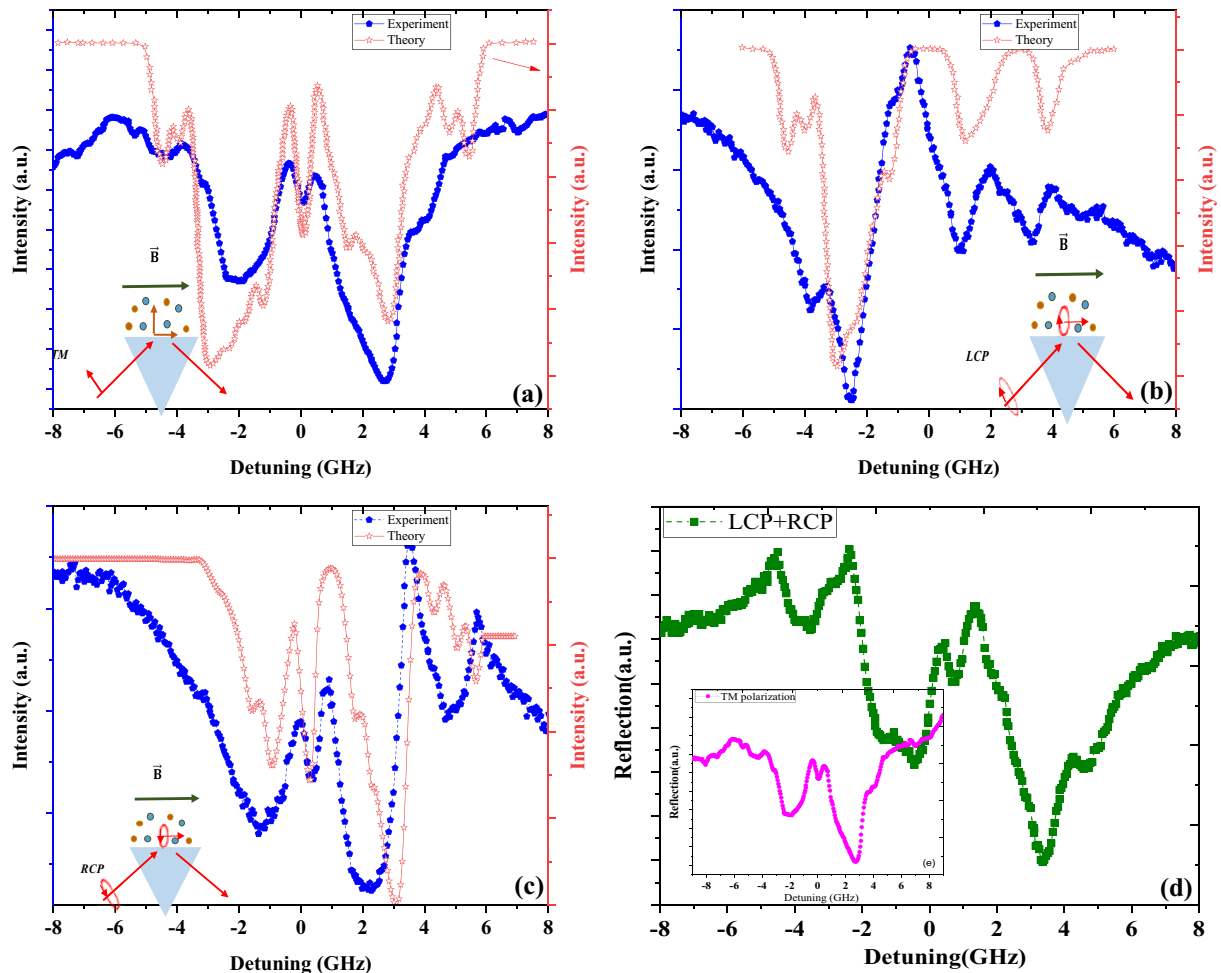 Experiment
Theory
Intensity (a.u.)
Intensity (a.u.)
B
TM
(a)
-8 -6 -4 -2 0 2 4 6 8
Detuning (GHz)
Experiment
Theory
Intensity (a.u.)
Intensity (a.u.)
B
LCP
(b)
-8 -6 -4 -2 0 2 4 6 8
Detuning (GHz)
Experiment
Theory
Intensity (a.u.)
Intensity (a.u.)
B
RCP
(c)
-8 -6 -4 -2 0 2 4 6 8
Detuning (GHz)
LCP+RCP
Reflection(a.u.)
TM polarization
Reflection(a.u.)
(e)
-8 -6 -4 -2 0 2 4 6 8
Detuning (GHz)
(d)
-8 -6 -4 -2 0 2 4 6 8
Detuning(GHz)